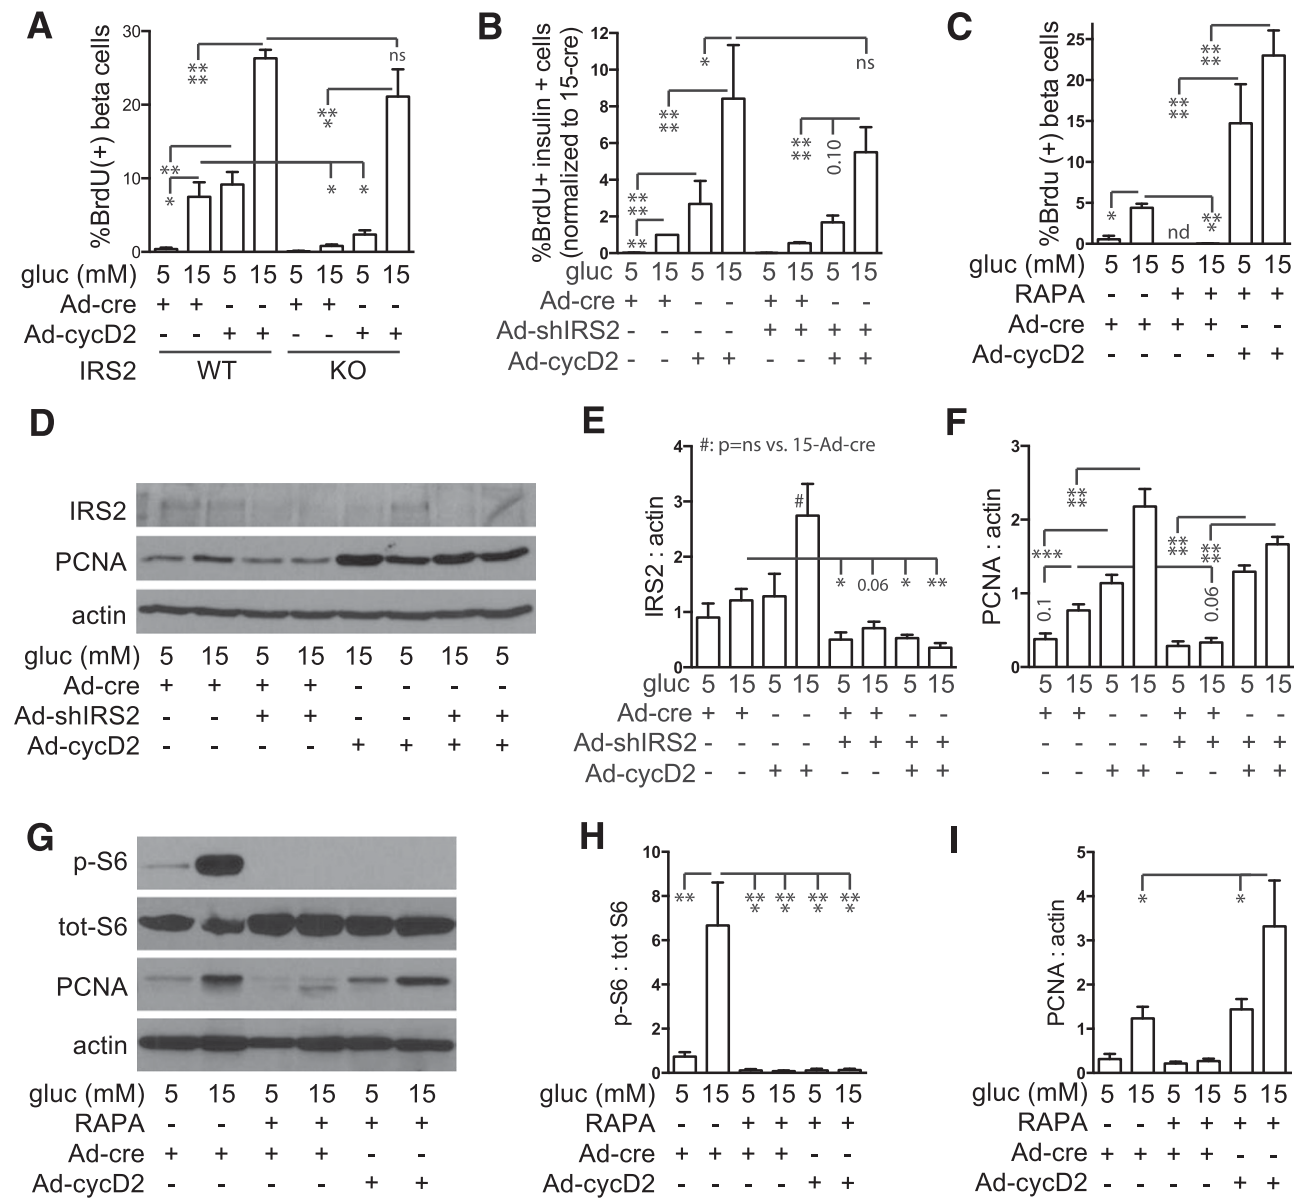 A
%BrdU(+) beta cells
30
20
10
0
** **
* **
ns
** *
* *
gluc (mM) 5 15 5 15 5 15 5 15
Ad-cre + + - - + + - -
Ad-cycD2 - - + + - - + +
IRS2 WT KO
B
%BrdU+ insulin + cells
(normalized to 15-cre)
12
10
8
6
4
2
0
** ** ** ** ** *
ns
** ** 0.10
gluc 5 15 5 15 5 15 5 15
Ad-cre + + - - + + - -
Ad-shIRS2 - - - - + + + +
Ad-cycD2 - - + + - - + +
C
%Brdu (+) beta cells
25
20
15
10
5
0
* nd ** *
** **
** **
gluc (mM) 5 15 5 15 5 15
RAPA - - + + + +
Ad-cre + + + + - -
Ad-cycD2 - - - - + +
D
IRS2
PCNA
actin
gluc (mM) 5 15 5 15 15 5 15 5
Ad-cre + + + + - - - -
Ad-shIRS2 - - + + - - + +
Ad-cycD2 - - - - + + + +
E
IRS2 : actin
4
3
2
1
0
#: p=ns vs. 15-Ad-cre
#
* 0.06 * **
gluc 5 15 5 15 5 15 5 15
Ad-cre + + - - + + - -
Ad-shIRS2 - - - - + + + +
Ad-cycD2 - - + + - - + +
F
PCNA : actin
3
2
1
0
0.1 *** ** **
** ** ** ** 0.06
5 15 5 15 5 15 5 15
+ + - - + + - -
- - - - + + + +
- - + + - - + +
G
p-S6
tot-S6
PCNA
actin
gluc (mM) 5 15 5 15 5 15
RAPA - - + + + +
Ad-cre + + + + - -
Ad-cycD2 - - - - + +
H
p-S6 : tot S6
10
8
6
4
2
0
** ** * ** * ** * ** *
gluc (mM) 5 15 5 15 5 15
RAPA - - + + + +
Ad-cre + + + + - -
Ad-cycD2 - - - - + +
I
PCNA : actin
5
4
3
2
1
0
* *
gluc (mM) 5 15 5 15 5 15
RAPA - - + + + +
Ad-cre + + + + - -
Ad-cycD2 - - - - + +